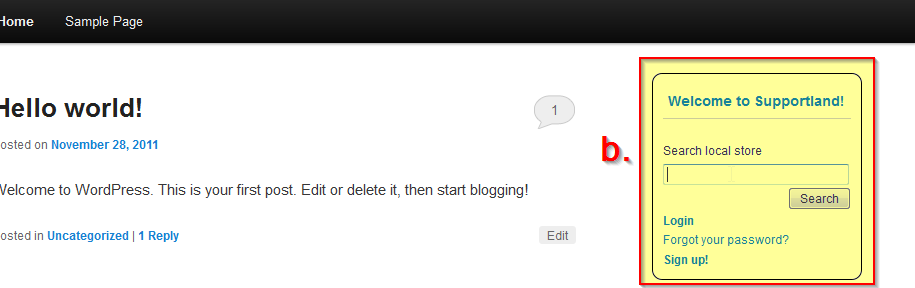 Home Sample Page
Hello world!
1
osted on November 28, 2011
Welcome to WordPress. This is your first post. Edit or delete it, then start blogging!
osted in Uncategorized | 1 Reply
Edit
b.
Welcome to Supportland!
Search local store
Search
Login
Forgot your password?
Sign up!